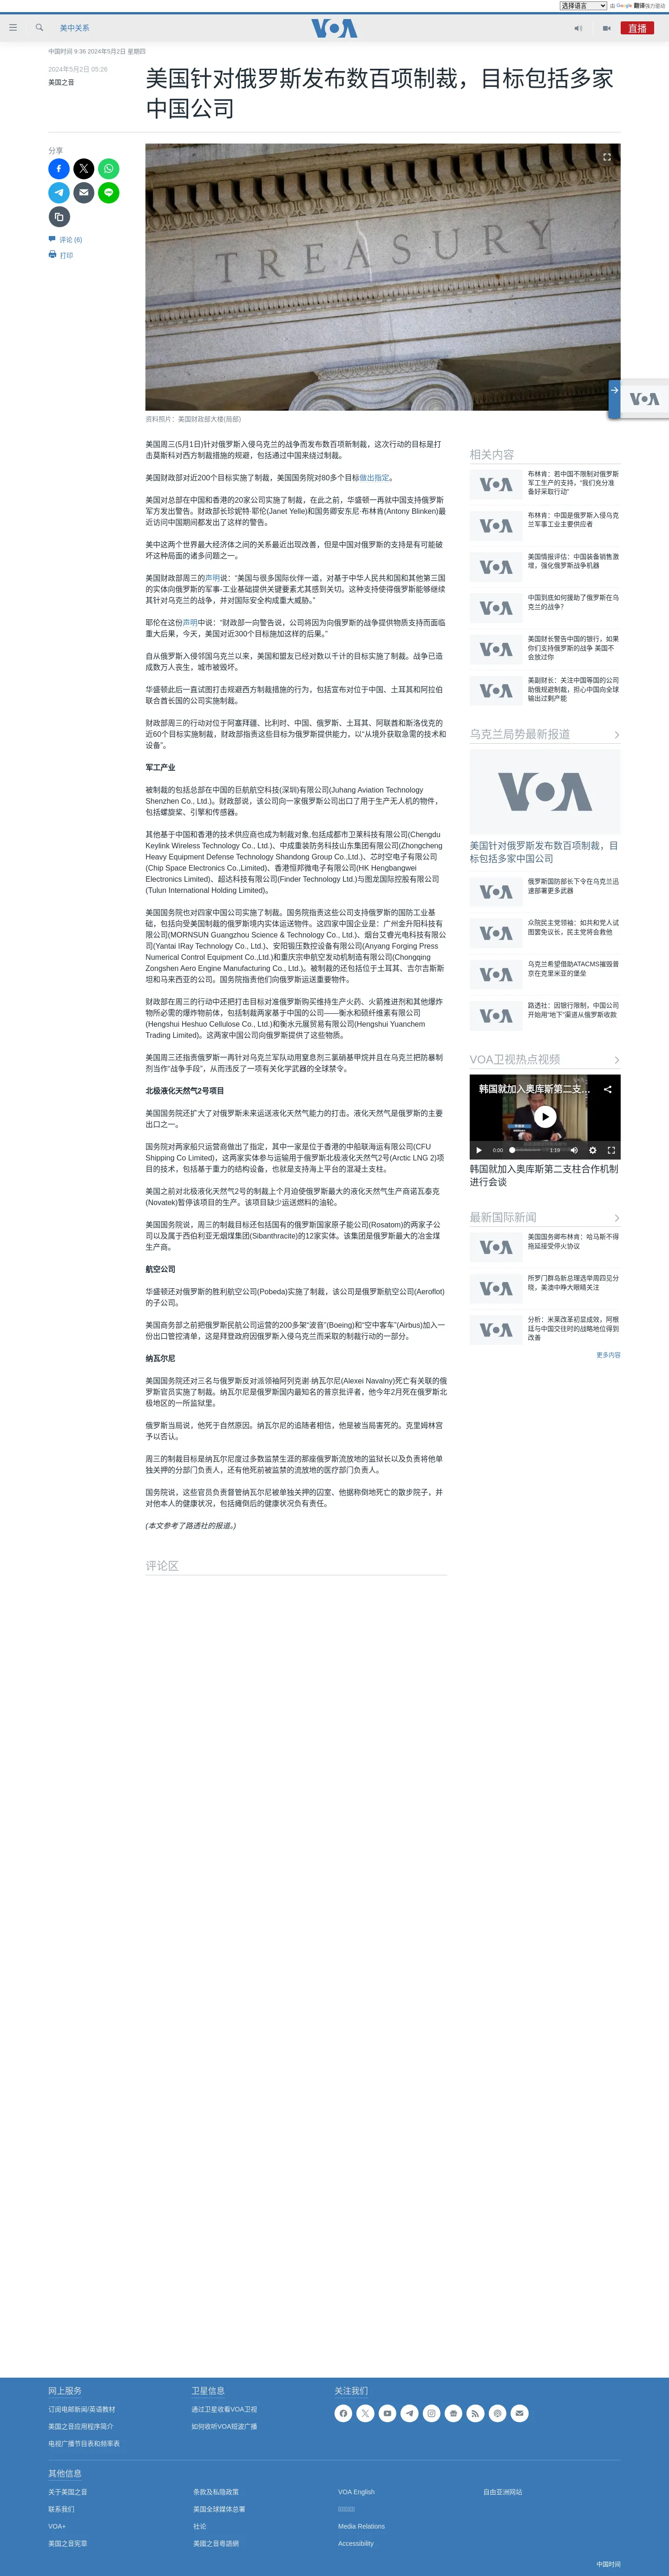 选择语言 由 Google 翻译强力驱动
美中关系
VOA
直播
中国时间 9:36 2024年5月2日 星期四
2024年5月2日 05:26
美国之音
美国针对俄罗斯发布数百项制裁，目标包括多家
中国公司
分享
评论 (6)
打印
TREASURY
资料照片：美国财政部大楼(局部)
美国周三(5月1日)针对俄罗斯入侵乌克兰的战争而发布数百项新制裁，这次行动的目标是打
击莫斯科对西方制裁措施的规避，包括通过中国来绕过制裁。
美国财政部对近200个目标实施了制裁，美国国务院对80多个目标做出指定。
美国对总部在中国和香港的20家公司实施了制裁，在此之前，华盛顿一再就中国支持俄罗斯
军方发出警告。财政部长珍妮特·耶伦(Janet Yelle)和国务卿安东尼·布林肯(Antony Blinken)最
近访问中国期间都发出了这样的警告。
美中这两个世界最大经济体之间的关系最近出现改善，但是中国对俄罗斯的支持是有可能破
坏这种局面的诸多问题之一。
美国财政部周三的声明说：“美国与很多国际伙伴一道，对基于中华人民共和国和其他第三国
的实体向俄罗斯的军事-工业基础提供关键要素尤其感到关切。这种支持使得俄罗斯能够继续
其针对乌克兰的战争，并对国际安全构成重大威胁。”
耶伦在这份声明中说：“财政部一向警告说，公司将因为向俄罗斯的战争提供物质支持而面临
重大后果，今天，美国对近300个目标施加这样的后果。”
自从俄罗斯入侵邻国乌克兰以来，美国和盟友已经对数以千计的目标实施了制裁。战争已造
成数万人丧生，城市被毁坏。
华盛顿此后一直试图打击规避西方制裁措施的行为，包括宣布对位于中国、土耳其和阿拉伯
联合酋长国的公司实施制裁。
财政部周三的行动对位于阿塞拜疆、比利时、中国、俄罗斯、土耳其、阿联酋和斯洛伐克的
近60个目标实施制裁，财政部指责这些目标为俄罗斯提供能力，以“从境外获取急需的技术和
设备”。
军工产业
被制裁的包括总部在中国的巨航航空科技(深圳)有限公司(Juhang Aviation Technology
Shenzhen Co., Ltd.)。财政部说，该公司向一家俄罗斯公司出口了用于生产无人机的物件，
包括螺旋桨、引擎和传感器。
其他基于中国和香港的技术供应商也成为制裁对象,包括成都市卫莱科技有限公司(Chengdu
Keylink Wireless Technology Co., Ltd.)、中成重装防务科技山东集团有限公司(Zhongcheng
Heavy Equipment Defense Technology Shandong Group Co.,Ltd.)、芯时空电子有限公司
(Chip Space Electronics Co.,Limited)、香港恒邦微电子有限公司(HK Hengbangwei
Electronics Limited)、超达科技有限公司(Finder Technology Ltd.)与图龙国际控股有限公司
(Tulun International Holding Limited)。
美国国务院也对四家中国公司实施了制裁。国务院指责这些公司支持俄罗斯的国防工业基
础，包括向受美国制裁的俄罗斯境内实体运送物件。这四家中国企业是：广州金升阳科技有
限公司(MORNSUN Guangzhou Science & Technology Co., Ltd.)、烟台艾睿光电科技有限公
司(Yantai IRay Technology Co., Ltd.)、安阳锻压数控设备有限公司(Anyang Forging Press
Numerical Control Equipment Co.,Ltd.)和重庆宗申航空发动机制造有限公司(Chongqing
Zongshen Aero Engine Manufacturing Co., Ltd.)。被制裁的还包括位于土耳其、吉尔吉斯斯
坦和马来西亚的公司。国务院指责他们向俄罗斯运送重要物件。
财政部在周三的行动中还把打击目标对准俄罗斯购买维持生产火药、火箭推进剂和其他爆炸
物所必需的爆炸物前体，包括制裁两家基于中国的公司——衡水和硕纤维素有限公司
(Hengshui Heshuo Cellulose Co., Ltd.)和衡水元展贸易有限公司(Hengshui Yuanchem
Trading Co., Ltd.)。这两家中国公司向俄罗斯提供了这些物质。
美国周三还指责俄罗斯一再针对乌克兰军队动用窒息剂三氯硝基甲烷并且在乌克兰把防暴制
剂当作“战争手段”，从而违反了一项有关化学武器的全球禁令。
北极液化天然气2号项目
美国国务院还扩大了对俄罗斯未来运送液化天然气能力的打击。液化天然气是俄罗斯的主要
出口之一。
国务院对两家船只运营商做出了指定，其中一家是位于香港的中船联海运有限公司(CFU
Shipping Co Limited)，这两家实体参与运输用于俄罗斯北极液化天然气2号(Arctic LNG 2)项
目的技术，包括基于重力的结构设备，也就是支持海上平台的混凝土支柱。
美国之前对北极液化天然气2号的制裁上个月迫使俄罗斯最大的液化天然气生产商诺瓦泰克
(Novatek)暂停该项目的生产。该项目缺少运送燃料的油轮。
美国国务院说，周三的制裁目标还包括国有的俄罗斯国家原子能公司(Rosatom)的两家子公
司以及属于西伯利亚无烟煤集团(Sibanthracite)的12家实体。该集团是俄罗斯最大的冶金煤
生产商。
航空公司
华盛顿还对俄罗斯的胜利航空公司(Pobeda)实施了制裁，该公司是俄罗斯航空公司(Aeroflot)
的子公司。
美国商务部之前把俄罗斯民航公司运营的200多架“波音”(Boeing)和“空中客车”(Airbus)加入一
份出口管控清单，这是拜登政府因俄罗斯入侵乌克兰而采取的制裁行动的一部分。
纳瓦尔尼
美国国务院还对三名与俄罗斯反对派领袖阿列克谢·纳瓦尔尼(Alexei Navalny)死亡有关联的俄
罗斯官员实施了制裁。纳瓦尔尼是俄罗斯国内最知名的普京批评者，他今年2月死在俄罗斯北
极地区的一所监狱里。
俄罗斯当局说，他死于自然原因。纳瓦尔尼的追随者相信，他是被当局害死的。克里姆林宫
予以否认。
周三的制裁目标是纳瓦尔尼度过多数监禁生涯的那座俄罗斯流放地的监狱长以及负责将他单
独关押的分部门负责人，还有他死前被监禁的流放地的医疗部门负责人。
国务院说，这些官员负责督管纳瓦尔尼被单独关押的囚室、他据称倒地死亡的散步院子，并
对他本人的健康状况，包括瘫倒后的健康状况负有责任。
(本文参考了路透社的报道。)
评论区
相关内容
布林肯：若中国不限制对俄罗斯
军工生产的支持，“我们充分准
备好采取行动”
布林肯：中国是俄罗斯入侵乌克
兰军事工业主要供应者
美国情报评估：中国装备销售激
增，强化俄罗斯战争机器
中国到底如何援助了俄罗斯在乌
克兰的战争?
美国财长警告中国的银行，如果
你们支持俄罗斯的战争 美国不
会放过你
美副财长：关注中国等国的公司
助俄规避制裁，担心中国向全球
输出过剩产能
乌克兰局势最新报道
VOA
美国针对俄罗斯发布数百项制裁，目
标包括多家中国公司
俄罗斯国防部长下令在乌克兰迅
速部署更多武器
众院民主党领袖：如共和党人试
图罢免议长，民主党将会救他
乌克兰希望借助ATACMS摧毁普
京在克里米亚的堡垒
路透社：因银行限制，中国公司
开始用“地下”渠道从俄罗斯收款
VOA卫视热点视频
韩国就加入奥库斯第二支...
0:00 1:19
韩国就加入奥库斯第二支柱合作机制
进行会谈
最新国际新闻
美国国务卿布林肯：哈马斯不得
拖延接受停火协议
所罗门群岛新总理选举周四见分
晓，美澳中睁大眼睛关注
分析：米莱改革初显成效，阿根
廷与中国交往时的战略地位得到
改善
更多内容
网上服务
订阅电邮新闻/英语教材
美国之音应用程序简介
电视广播节目表和频率表
卫星信息
通过卫星收看VOA卫视
如何收听VOA短波广播
关注我们
其他信息
关于美国之音
联系我们
VOA+
美国之音宪章
条款及私隐政策
美国全球媒体总署
社论
美國之音粵語網
VOA English
Media Relations
Accessibility
自由亚洲网站
中国时间